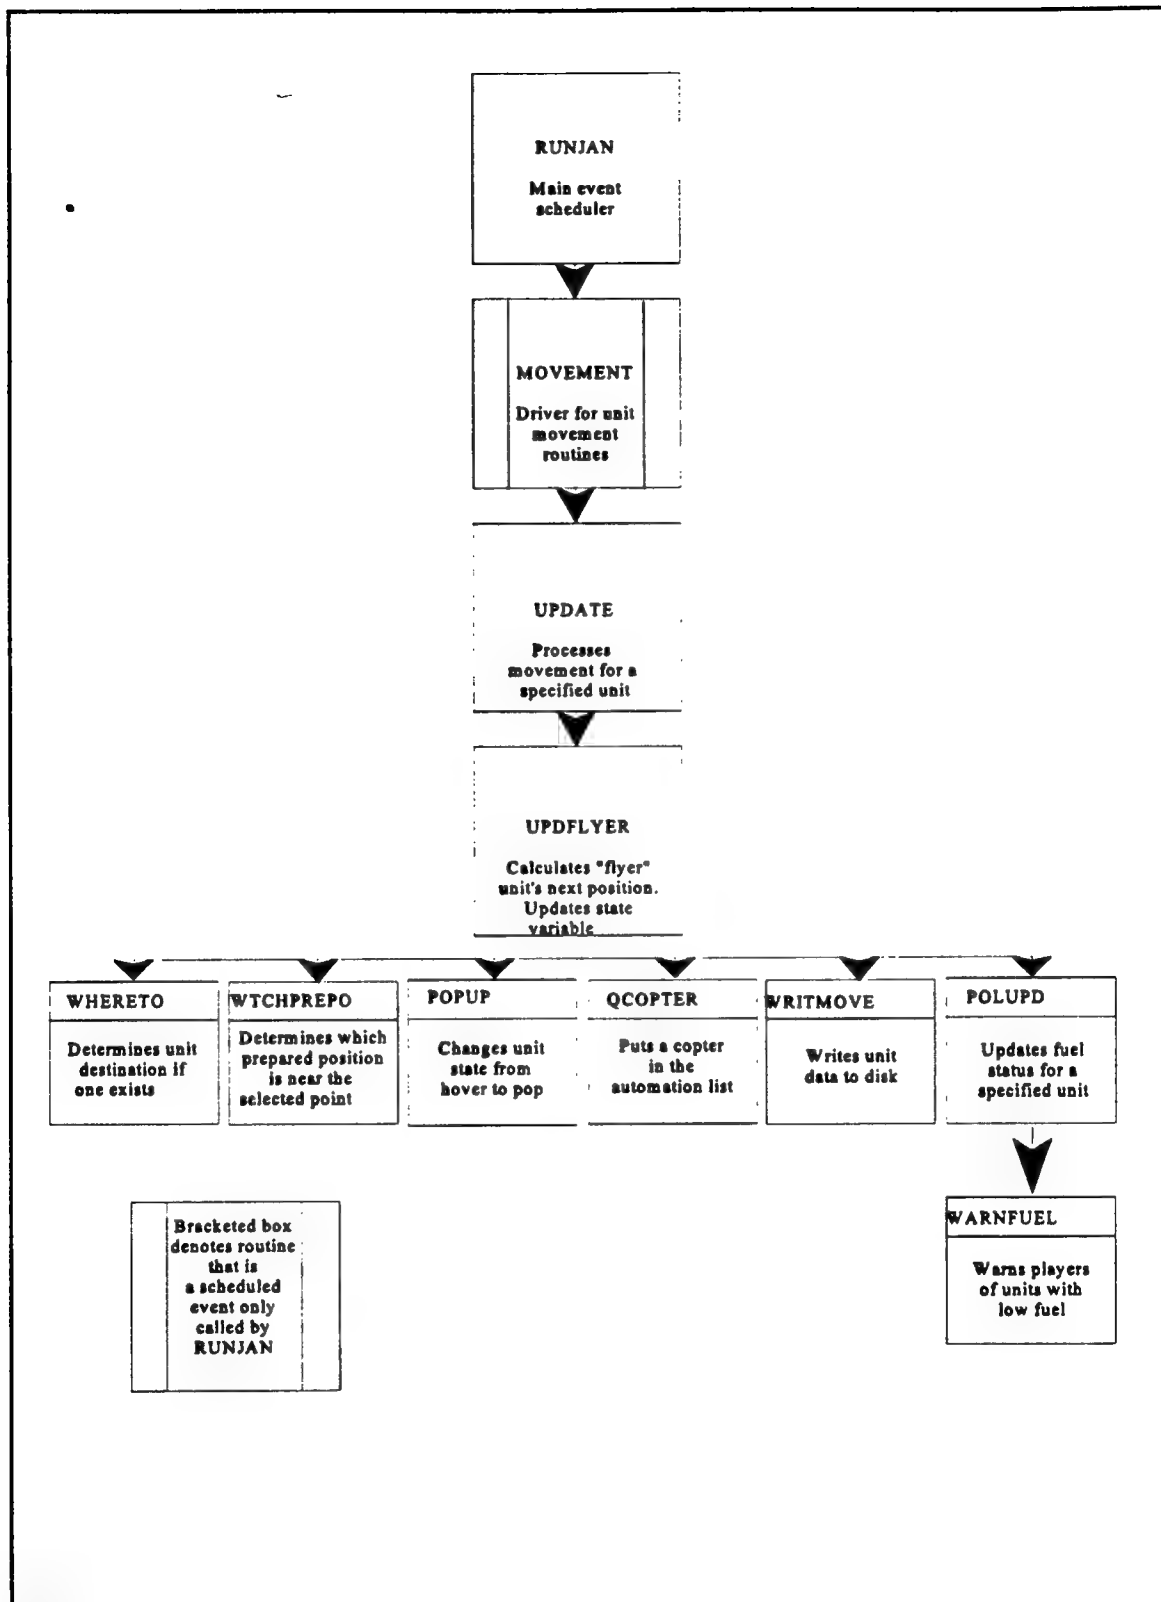 RUNJAN
Main event
scheduler
MOVEMENT
Driver for unit
movement
routines
UPDATE
Processes
movement for a
specified unit
UPDFLYER
Calculates "flyer"
unit's next position.
Updates state
variable
WHERETO
Determines unit
destination if
one exists
WTCHPREPO
Determines which
prepared position
is near the
selected point
POPUP
Changes unit
state from
hover to pop
QCOPTER
Puts a copter
in the
automation list
WRITMOVE
Writes unit
data to disk
POLUPD
Updates fuel
status for a
specified unit
WARNFUEL
Warns players
of units with
low fuel
Bracketed box
denotes routine
that is
a scheduled
event only
called by
RUNJAN